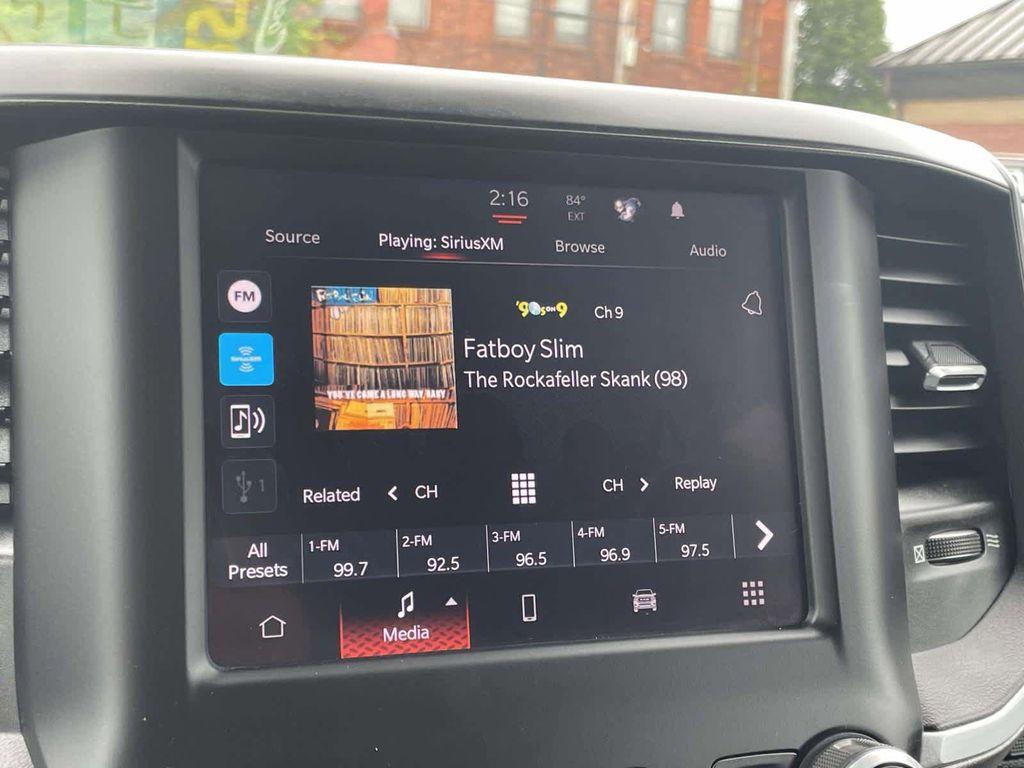 2:16
84°
EXT
Source
Playing: SiriusXM
Browse
Audio
FM
'90s ON 9
Ch 9
SiriusXM
Fatboy Slim
The Rockafeller Skank (98)
YOU'VE COME A LONG WAY, BABY
1
Related
CH
CH
Replay
All Presets
1-FM
99.7
2-FM
92.5
3-FM
96.5
4-FM
96.9
5-FM
97.5
Media